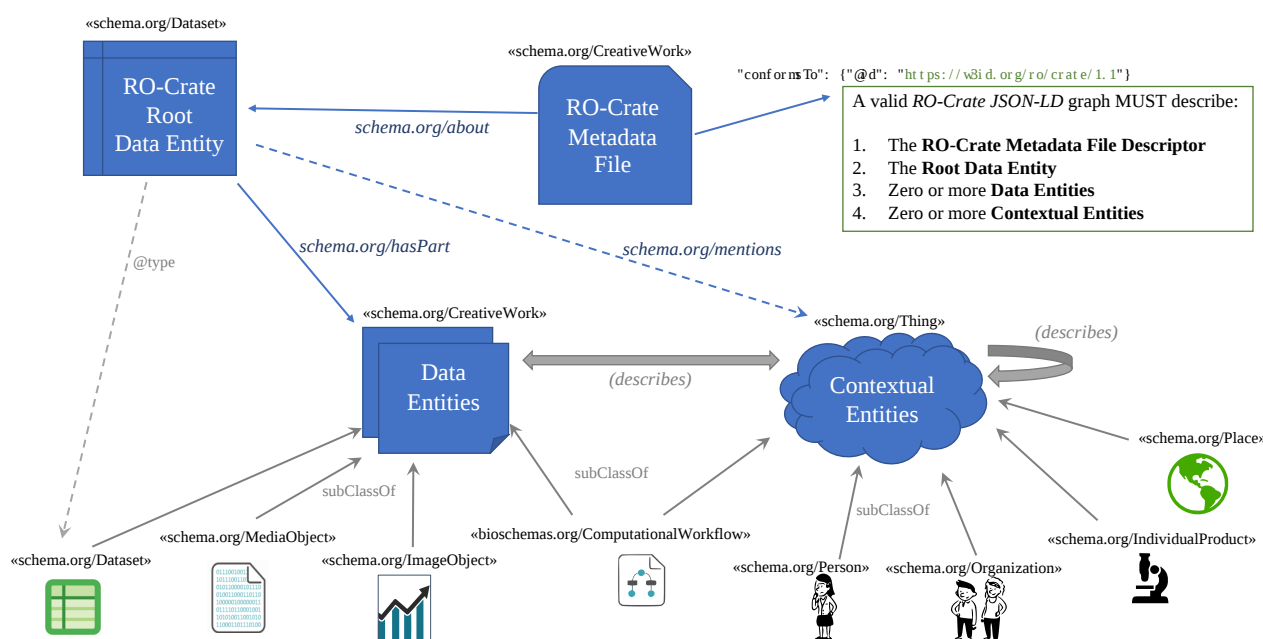 «schema.org/Dataset»
RO-Crate
Root
Data Entity
«schema.org/CreativeWork»
RO-Crate
Metadata
File
schema.org/about
"conformsTo": {"@id": "https://w3id.org/ro/crate/1.1"}
A valid RO-Crate JSON-LD graph MUST describe:
1. The RO-Crate Metadata File Descriptor
2. The Root Data Entity
3. Zero or more Data Entities
4. Zero or more Contextual Entities
schema.org/hasPart
schema.org/mentions
@type
«schema.org/CreativeWork»
Data
Entities
(describes)
«schema.org/Thing»
Contextual
Entities
(describes)
«schema.org/Place»
subClassOf
subClassOf
subClassOf
«schema.org/Dataset»
«schema.org/MediaObject»
«schema.org/ImageObject»
«bioschemas.org/ComputationalWorkflow»
«schema.org/Person»
«schema.org/Organization»
«schema.org/IndividualProduct»